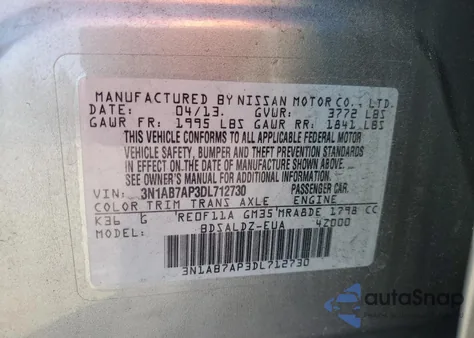 MANUFACTURED BY NISSAN MOTOR CO., LTD.
DATE: 04/13. GVWR: 3772 LBS
GAWR FR: 1995 LBS GAWR RR: 1841 LBS
THIS VEHICLE CONFORMS TO ALL APPLICABLE FEDERAL MOTOR
VEHICLE SAFETY, BUMPER AND THEFT PREVENTION STANDARDS
IN EFFECT ON THE DATE OF MANUFACTURE SHOWN ABOVE.
SEE OWNER'S MANUAL FOR ADDITIONAL INFORMATION.
VIN: 3N1AB7AP3DL712730 PASSENGER CAR
COLOR TRIM TRANS AXLE ENGINE
K36 G RE0F11A GM35 MRA8DE 1798 CC
MODEL: BDSALDZ-EUA 4Z000
3N1AB7AP3DL712730
autaSnap